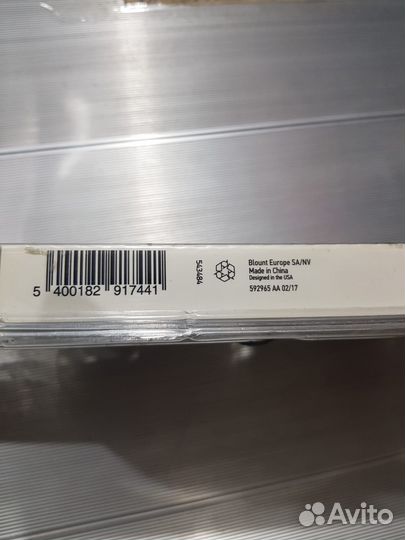 5 400182 917441
543484
Blount Europe SA/NV
Made in China
Designed in the USA
592965 AA 02/17
Avito